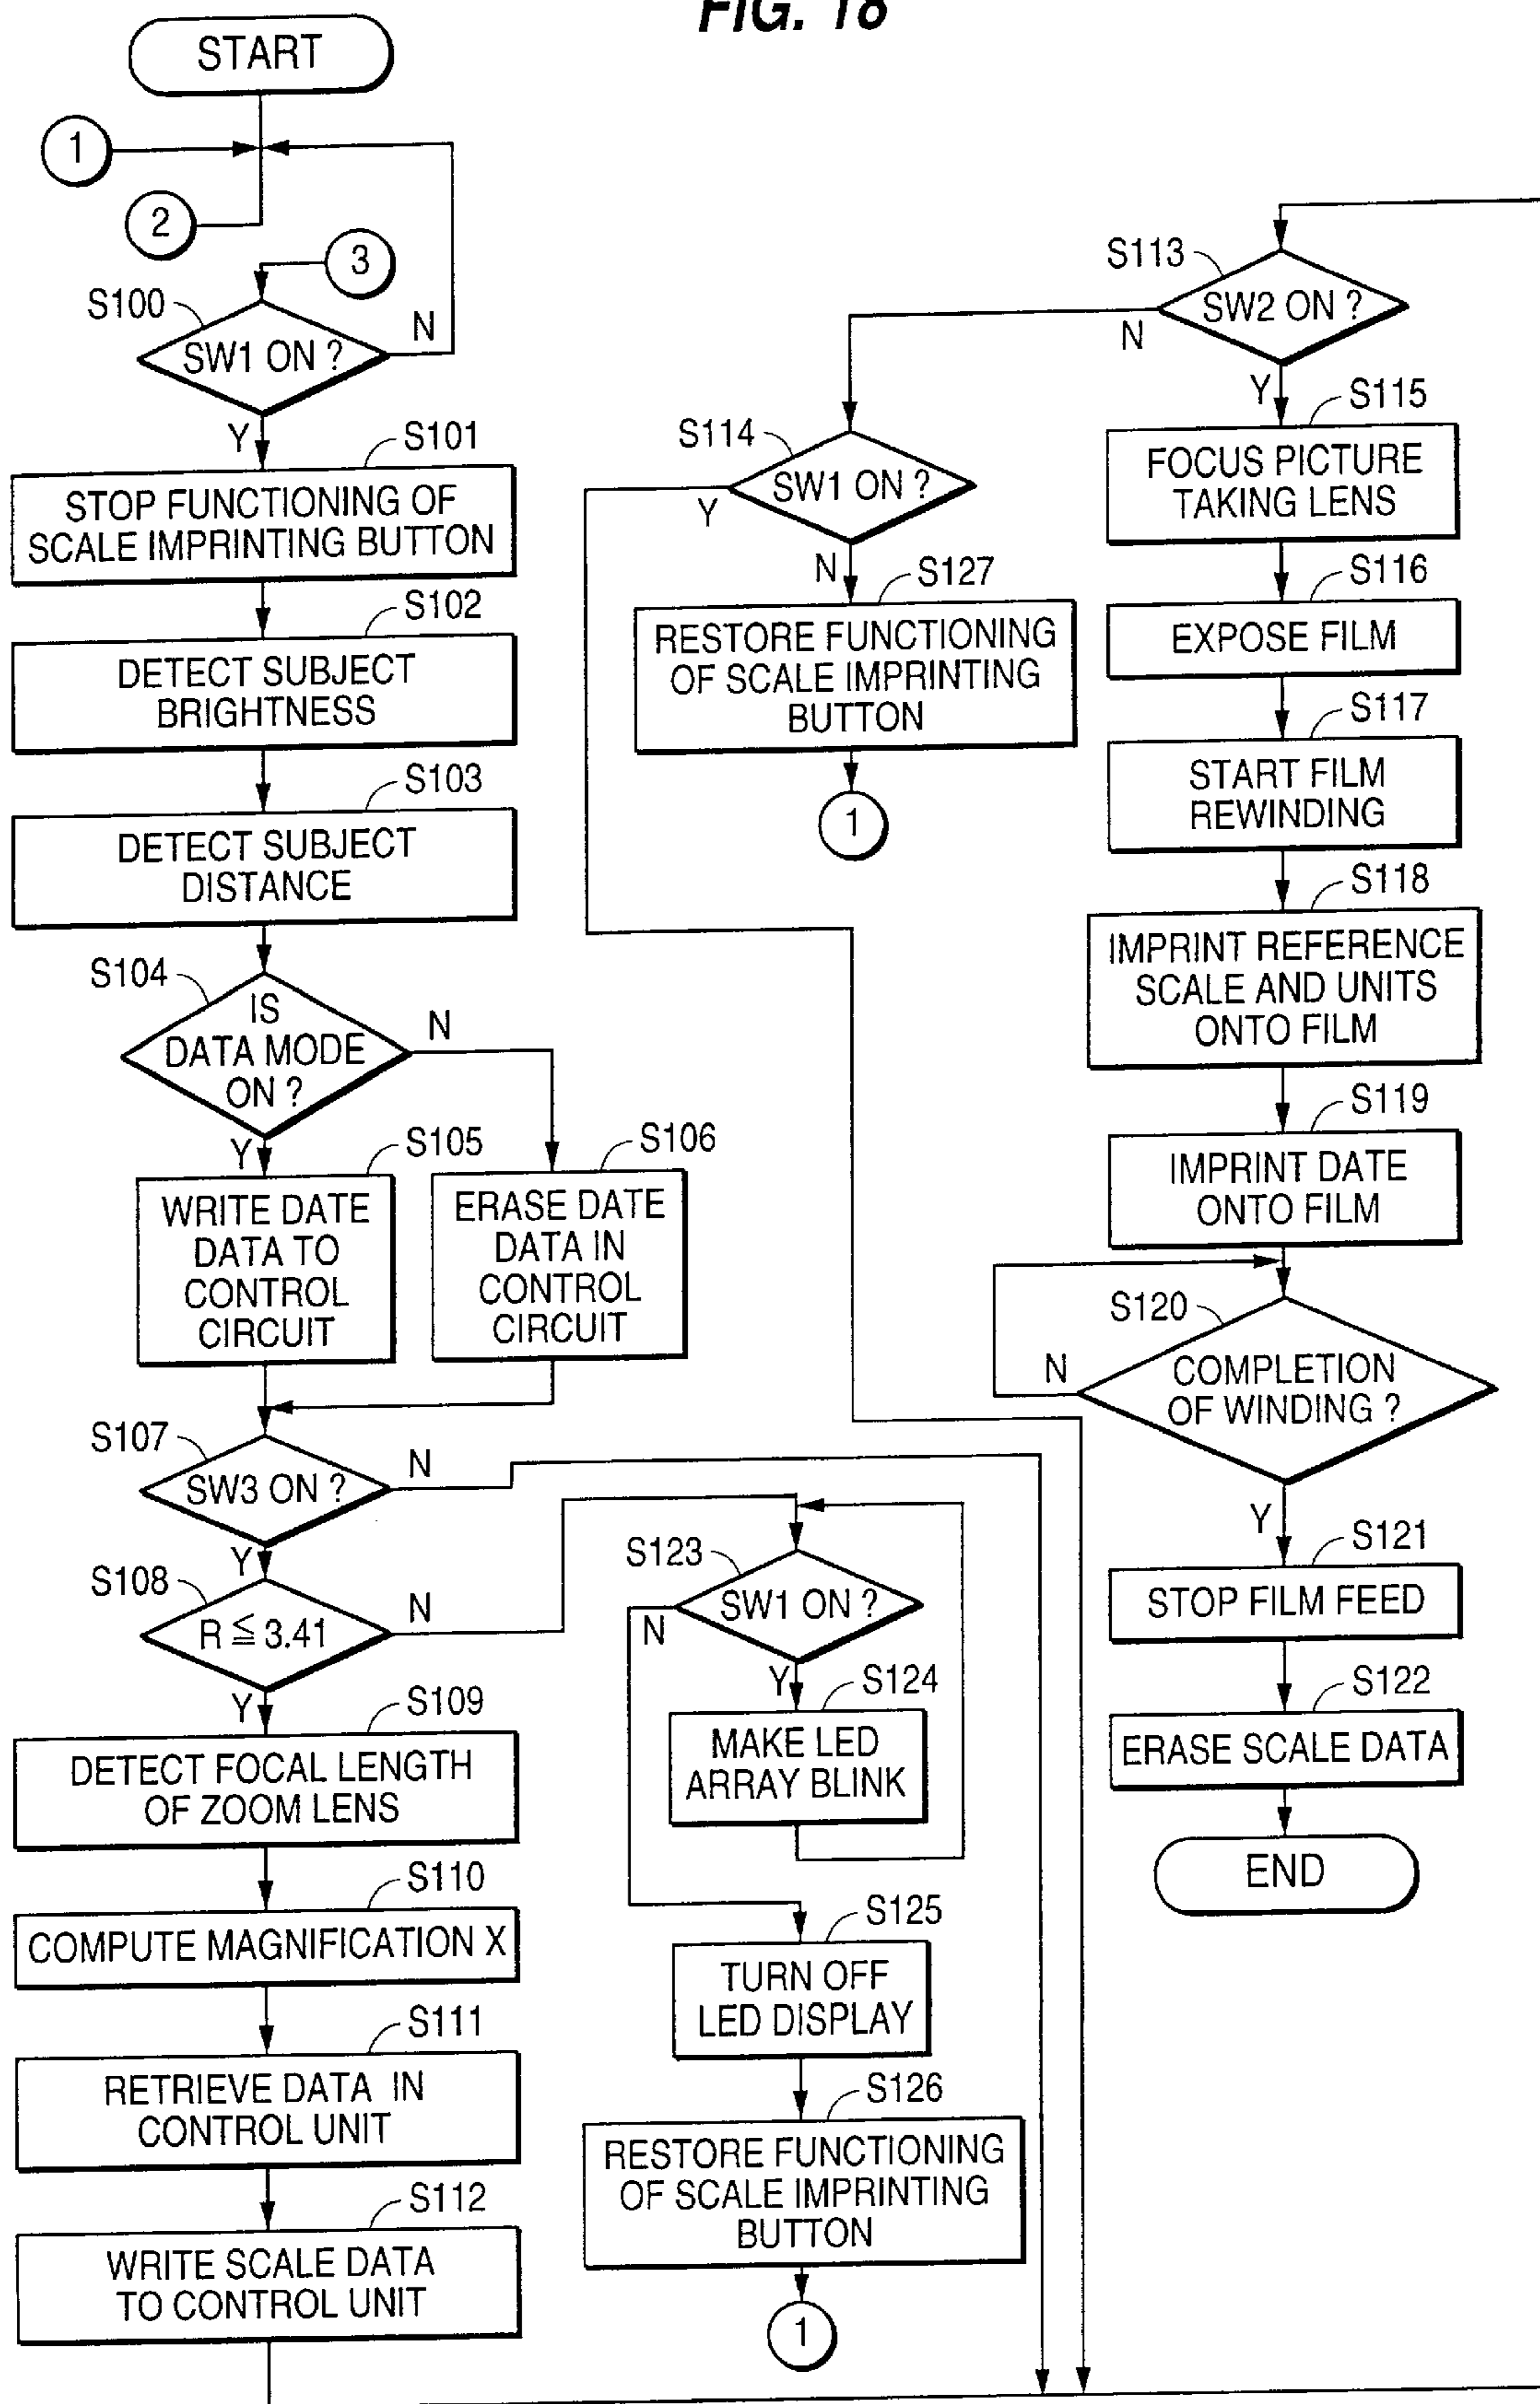 FIG. 18
START
1
2
3
S100
SW1 ON ?
N
Y
S101
STOP FUNCTIONING OF
SCALE IMPRINTING BUTTON
S102
DETECT SUBJECT
BRIGHTNESS
S103
DETECT SUBJECT
DISTANCE
S104
IS
DATA MODE
ON ?
N
Y
S105
WRITE DATE
DATA TO
CONTROL
CIRCUIT
S106
ERASE DATE
DATA IN
CONTROL
CIRCUIT
S107
SW3 ON ?
N
Y
S108
R ≦ 3.41
N
Y
S109
DETECT FOCAL LENGTH
OF ZOOM LENS
S110
COMPUTE MAGNIFICATION X
S111
RETRIEVE DATA IN
CONTROL UNIT
S112
WRITE SCALE DATA
TO CONTROL UNIT
S113
SW2 ON ?
N
Y
S114
SW1 ON ?
Y
N
S127
RESTORE FUNCTIONING
OF SCALE IMPRINTING
BUTTON
1
S123
SW1 ON ?
N
Y
S124
MAKE LED
ARRAY BLINK
S125
TURN OFF
LED DISPLAY
S126
RESTORE FUNCTIONING
OF SCALE IMPRINTING
BUTTON
1
S115
FOCUS PICTURE
TAKING LENS
S116
EXPOSE FILM
S117
START FILM
REWINDING
S118
IMPRINT REFERENCE
SCALE AND UNITS
ONTO FILM
S119
IMPRINT DATE
ONTO FILM
S120
COMPLETION
OF WINDING ?
N
Y
S121
STOP FILM FEED
S122
ERASE SCALE DATA
END